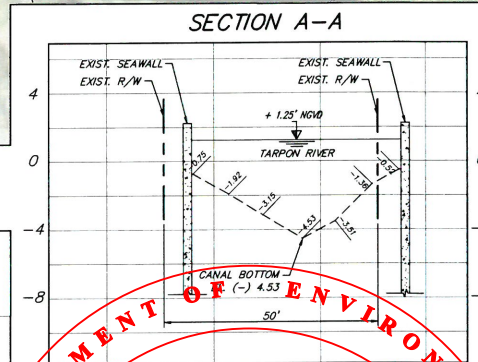 SECTION A-A
EXIST. SEAWALL
EXIST. R/W
EXIST. SEAWALL
EXIST. R/W
+ 1.25' NGVD
TARPON RIVER
4
0
-4
-8
-0.75
-1.92
-3.15
-4.53
-3.51
-1.36
-0.52
CANAL BOTTOM
(-) 4.53
50'
MENT OF ENVIRON